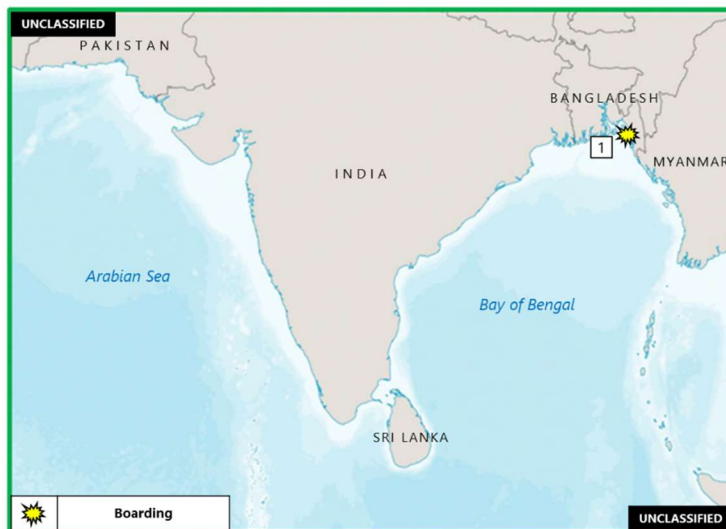 UNCLASSIFIED
PAKISTAN
BANGLADESH
1
MYANMAR
INDIA
Arabian Sea
Bay of Bengal
SRI LANKA
Boarding
UNCLASSIFIED